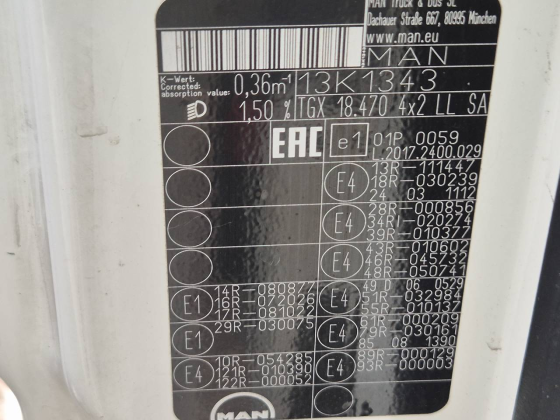 MAN Truck & Bus SE
Dachauer Straße 667, 80995 München
www.man.eu
MAN
K-Wert:
Corrected
absorption value:
0,36m⁻¹
13K1343
1,50 %
TGX 18.470 4x2 LL SA
EAC
e1
01P 0059
2017.2400.029
E4
13R-111447
18R-030239
24 03 1112
E4
28R-000856
34RI-020274
39R-010377
E4
43R-010602
46R-045732
48R-050741
E1
14R-080877
16R-072026
17R-081022
E4
49 D 06 0529
51R-032984
55R-010137
E1
29R-030075
E4
61R-000209
79R-030161
85 08 1390
E4
10R-054285
121R-010390
122R-000052
E4
89R-000129
93R-000003
MAN